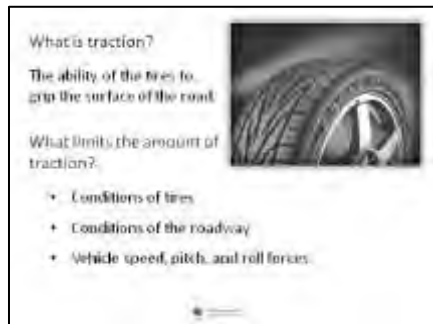 What is traction?
The ability of the tires to
grip the surface of the road.
What limits the amount of
traction?
• Conditions of tires
• Conditions of the roadway
• Vehicle speed, pitch, and roll forces